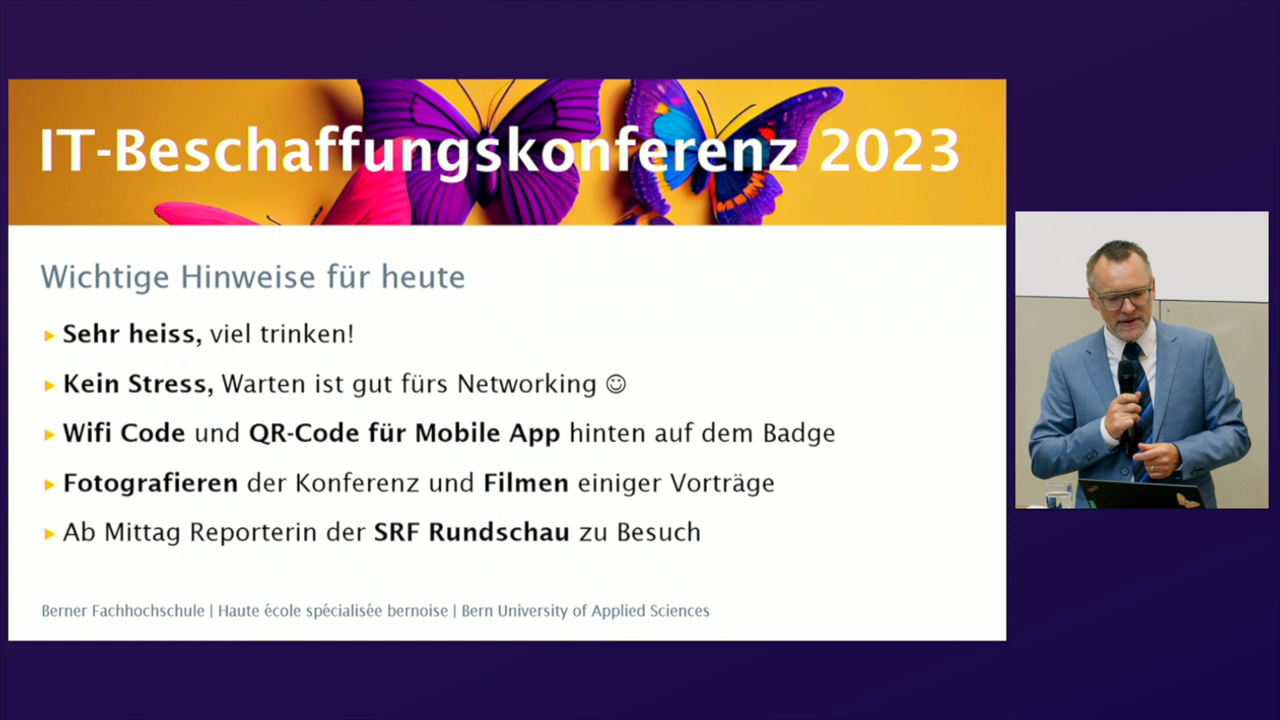 IT-Beschaffungskonferenz 2023
Wichtige Hinweise für heute
Sehr heiss, viel trinken!
Kein Stress, Warten ist gut fürs Networking ☺
Wifi Code und QR-Code für Mobile App hinten auf dem Badge
Fotografieren der Konferenz und Filmen einiger Vorträge
Ab Mittag Reporterin der SRF Rundschau zu Besuch
Berner Fachhochschule | Haute école spécialisée bernoise | Bern University of Applied Sciences